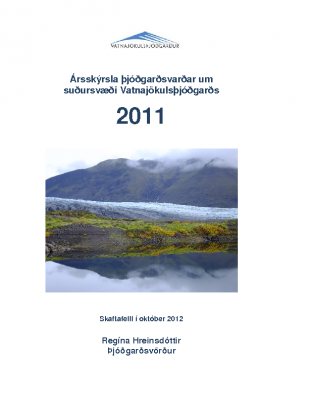 VATNAJÖKULSÞJÓÐGARÐUR
Ársskýrsla þjóðgarðsvarðar um
suðursvæði Vatnajökulsþjóðgarðs
2011
Skaftafelli í október 2012
Regína Hreinsdóttir
Þjóðgarðsvörður